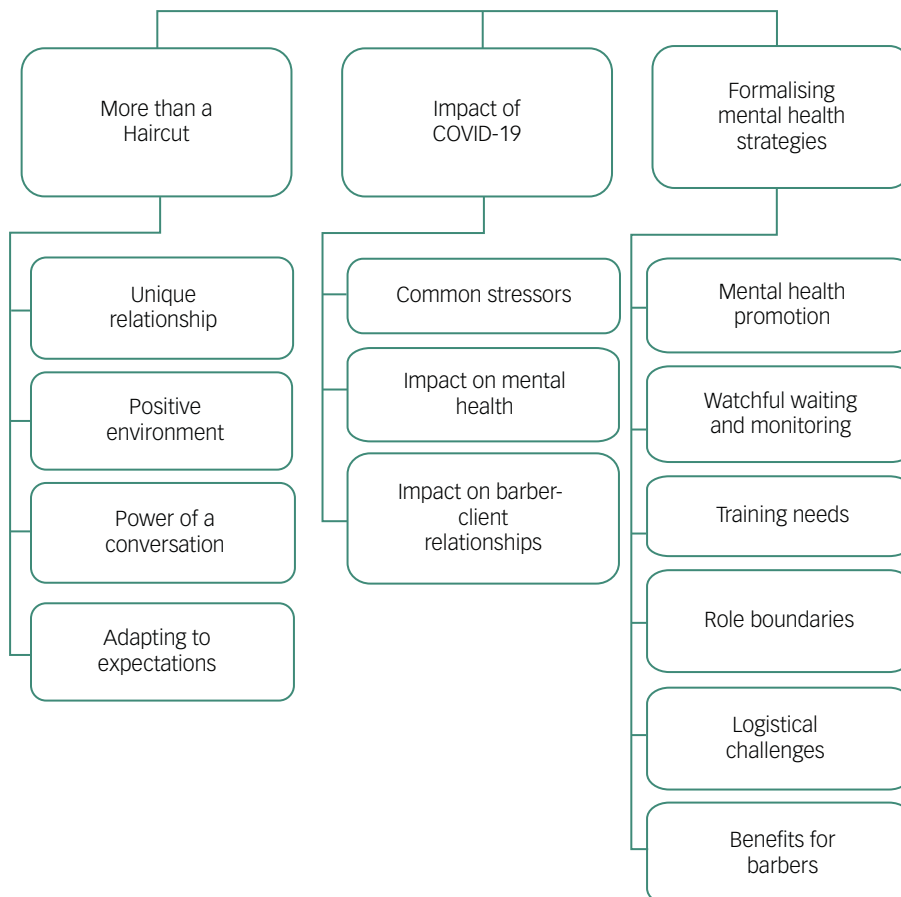 More than a
Haircut
Unique
relationship
Positive
environment
Power of a
conversation
Adapting to
expectations
Impact of
COVID-19
Common stressors
Impact on mental
health
Impact on barber-
client
relationships
Formalising
mental health
strategies
Mental health
promotion
Watchful waiting
and monitoring
Training needs
Role boundaries
Logistical
challenges
Benefits for
barbers